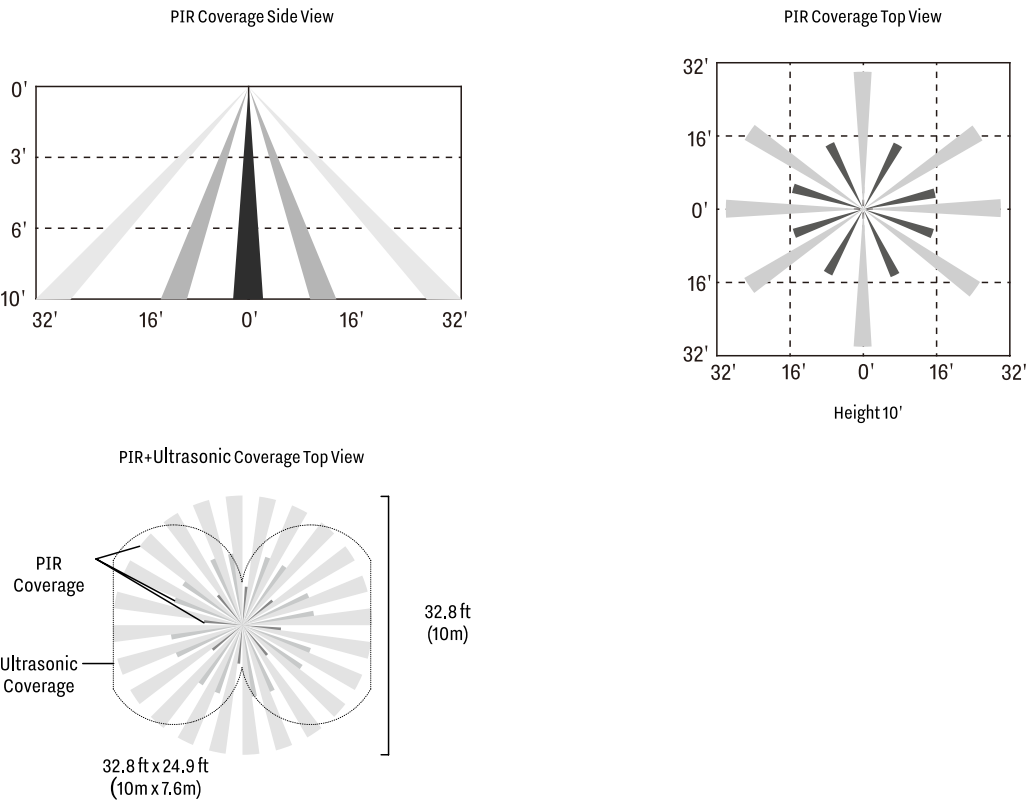 PIR Coverage Side View
0'
3'
6'
10'
32' 16' 0' 16' 32'
PIR Coverage Top View
32'
16'
0'
16'
32'
32' 16' 0' 16' 32'
Height 10'
PIR+Ultrasonic Coverage Top View
PIR
Coverage
Ultrasonic
Coverage
32.8 ft
(10m)
32.8 ft x 24.9 ft
(10m x 7.6m)